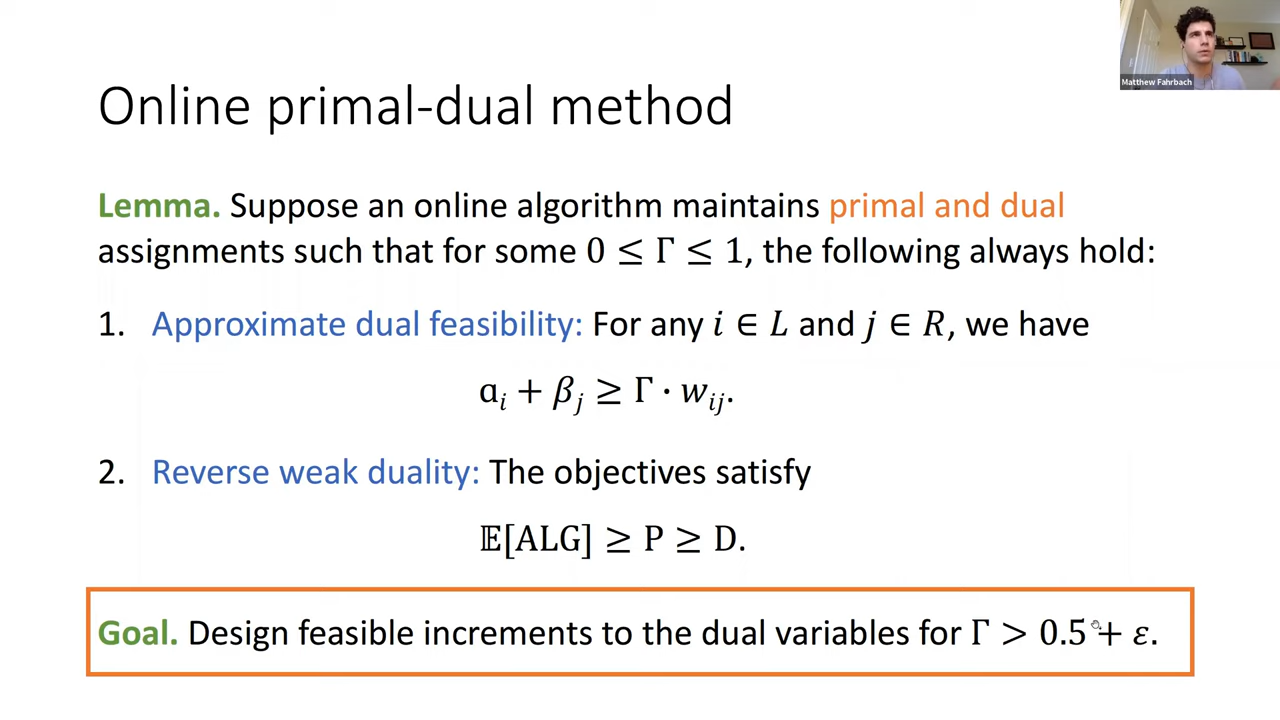 Matthew Fahrbach
Online primal-dual method
Lemma. Suppose an online algorithm maintains primal and dual
assignments such that for some 0 ≤ Γ ≤ 1, the following always hold:
1. Approximate dual feasibility: For any i ∈ L and j ∈ R, we have
α_i + β_j ≥ Γ · w_{ij}.
2. Reverse weak duality: The objectives satisfy
𝔼[ALG] ≥ P ≥ D.
Goal. Design feasible increments to the dual variables for Γ > 0.5 + ε.